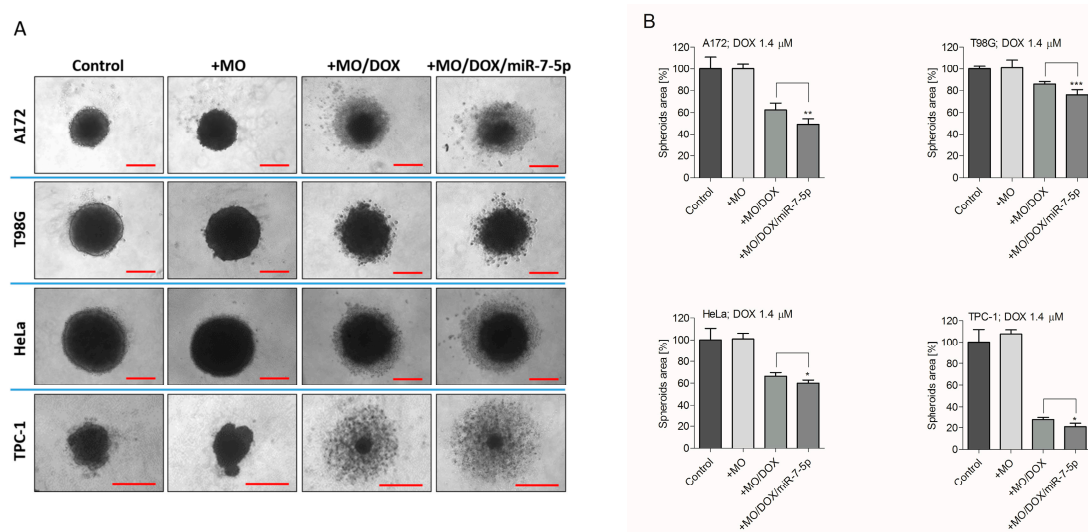 A
Control
+MO
+MO/DOX
+MO/DOX/miR-7-5p
A172
T98G
HeLa
TPC-1
B
A172; DOX 1.4 μM
Spheroids area [%]
120
100
80
60
40
20
0
**
Control
+MO
+MO/DOX
+MO/DOX/miR-7-5p
T98G; DOX 1.4 μM
Spheroids area [%]
120
100
80
60
40
20
0
***
Control
+MO
+MO/DOX
+MO/DOX/miR-7-5p
HeLa; DOX 1.4 μM
Spheroids area [%]
120
100
80
60
40
20
0
*
Control
+MO
+MO/DOX
+MO/DOX/miR-7-5p
TPC-1; DOX 1.4 μM
Spheroids area [%]
120
100
80
60
40
20
0
*
Control
+MO
+MO/DOX
+MO/DOX/miR-7-5p